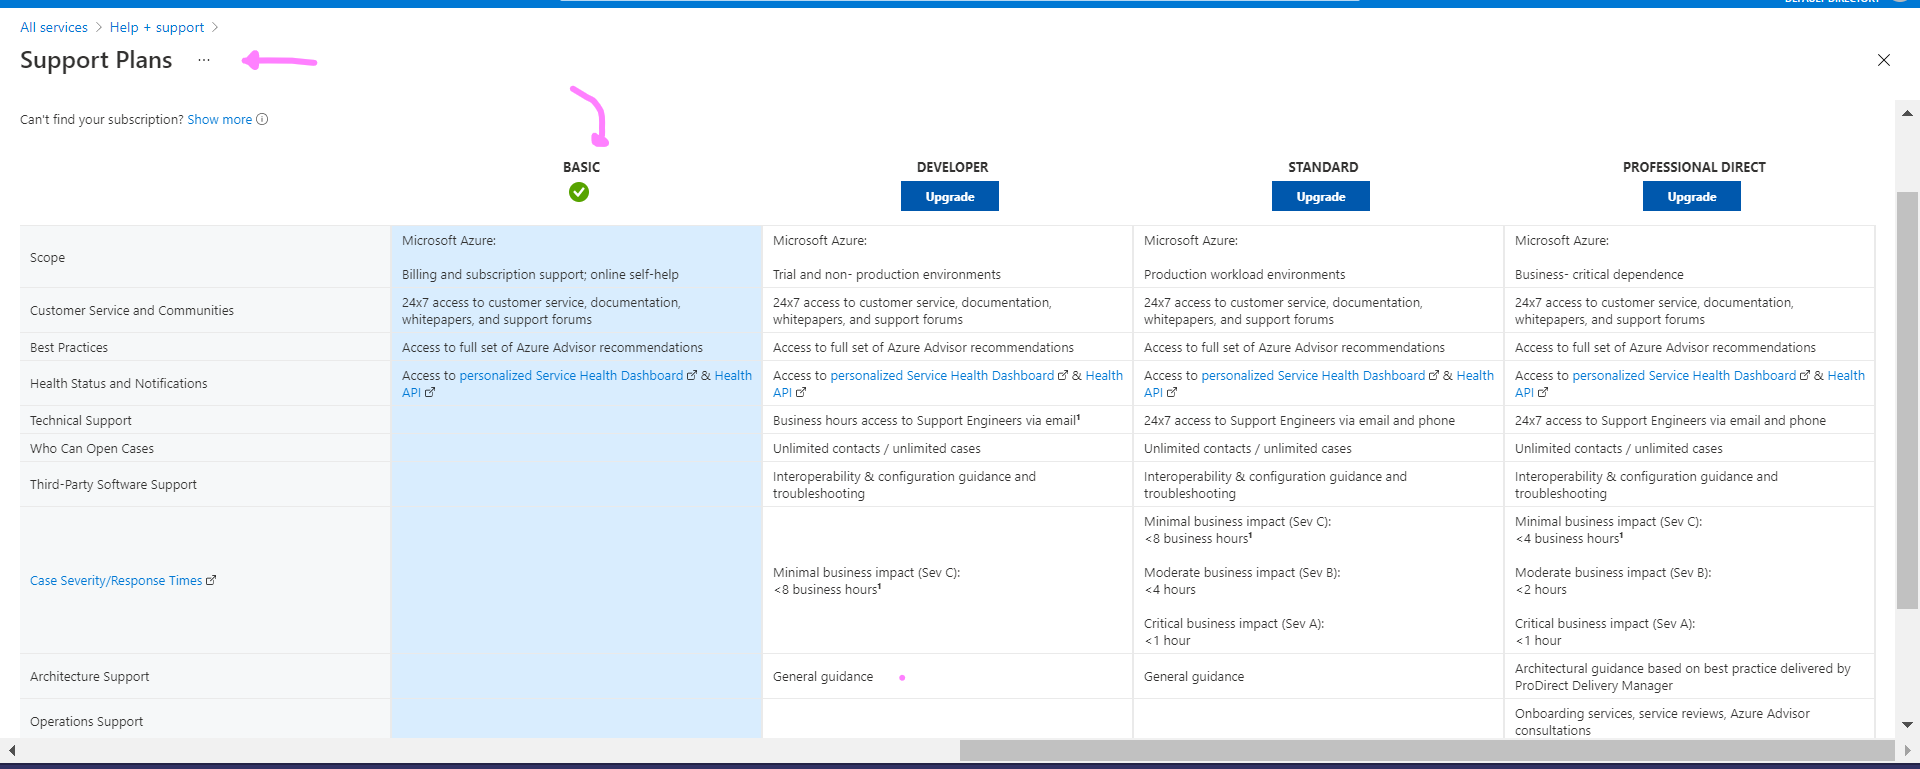 All services > Help + support >
Support Plans ...
Can't find your subscription? Show more
BASIC
DEVELOPER
Upgrade
STANDARD
Upgrade
PROFESSIONAL DIRECT
Upgrade
Scope
Microsoft Azure:
Billing and subscription support; online self-help
Microsoft Azure:
Trial and non- production environments
Microsoft Azure:
Production workload environments
Microsoft Azure:
Business- critical dependence
Customer Service and Communities
24x7 access to customer service, documentation,
whitepapers, and support forums
24x7 access to customer service, documentation,
whitepapers, and support forums
24x7 access to customer service, documentation,
whitepapers, and support forums
24x7 access to customer service, documentation,
whitepapers, and support forums
Best Practices
Access to full set of Azure Advisor recommendations
Access to full set of Azure Advisor recommendations
Access to full set of Azure Advisor recommendations
Access to full set of Azure Advisor recommendations
Health Status and Notifications
Access to personalized Service Health Dashboard & Health
API
Access to personalized Service Health Dashboard & Health
API
Access to personalized Service Health Dashboard & Health
API
Access to personalized Service Health Dashboard & Health
API
Technical Support
Business hours access to Support Engineers via email¹
24x7 access to Support Engineers via email and phone
24x7 access to Support Engineers via email and phone
Who Can Open Cases
Unlimited contacts / unlimited cases
Unlimited contacts / unlimited cases
Unlimited contacts / unlimited cases
Third-Party Software Support
Interoperability & configuration guidance and
troubleshooting
Interoperability & configuration guidance and
troubleshooting
Interoperability & configuration guidance and
troubleshooting
Case Severity/Response Times
Minimal business impact (Sev C):
<8 business hours¹
Minimal business impact (Sev C):
<8 business hours¹
Moderate business impact (Sev B):
<4 hours
Critical business impact (Sev A):
<1 hour
Minimal business impact (Sev C):
<4 business hours¹
Moderate business impact (Sev B):
<2 hours
Critical business impact (Sev A):
<1 hour
Architecture Support
General guidance
General guidance
Architectural guidance based on best practice delivered by
ProDirect Delivery Manager
Operations Support
Onboarding services, service reviews, Azure Advisor
consultations